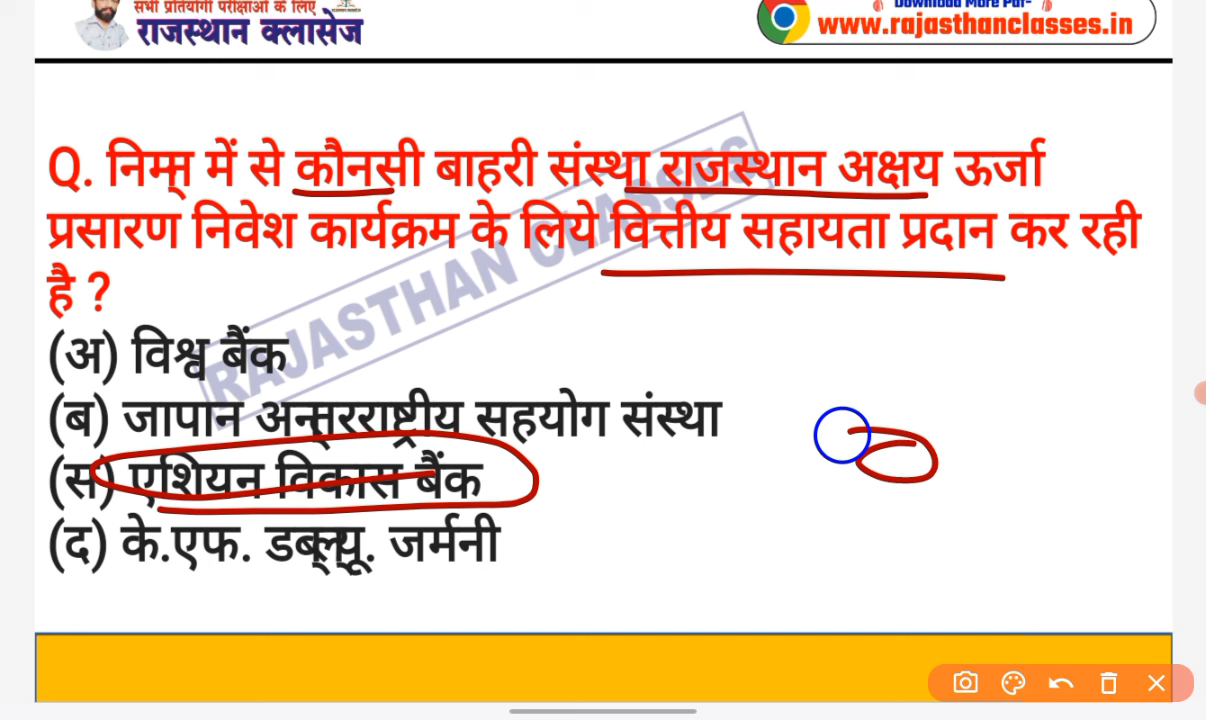 सभी प्रतियोगी परीक्षाओं के लिए
राजस्थान क्लासेज
Download More Pdf-
www.rajasthanclasses.in
Q. निम्न में से कौनसी बाहरी संस्था राजस्थान अक्षय ऊर्जा
प्रसारण निवेश कार्यक्रम के लिये वित्तीय सहायता प्रदान कर रही
है ?
(अ) विश्व बैंक
(ब) जापान अन्तरराष्ट्रीय सहयोग संस्था
(स) एशियन विकास बैंक
(द) के.एफ. डब्ल्यू. जर्मनी
RAJASTHAN CLASSES